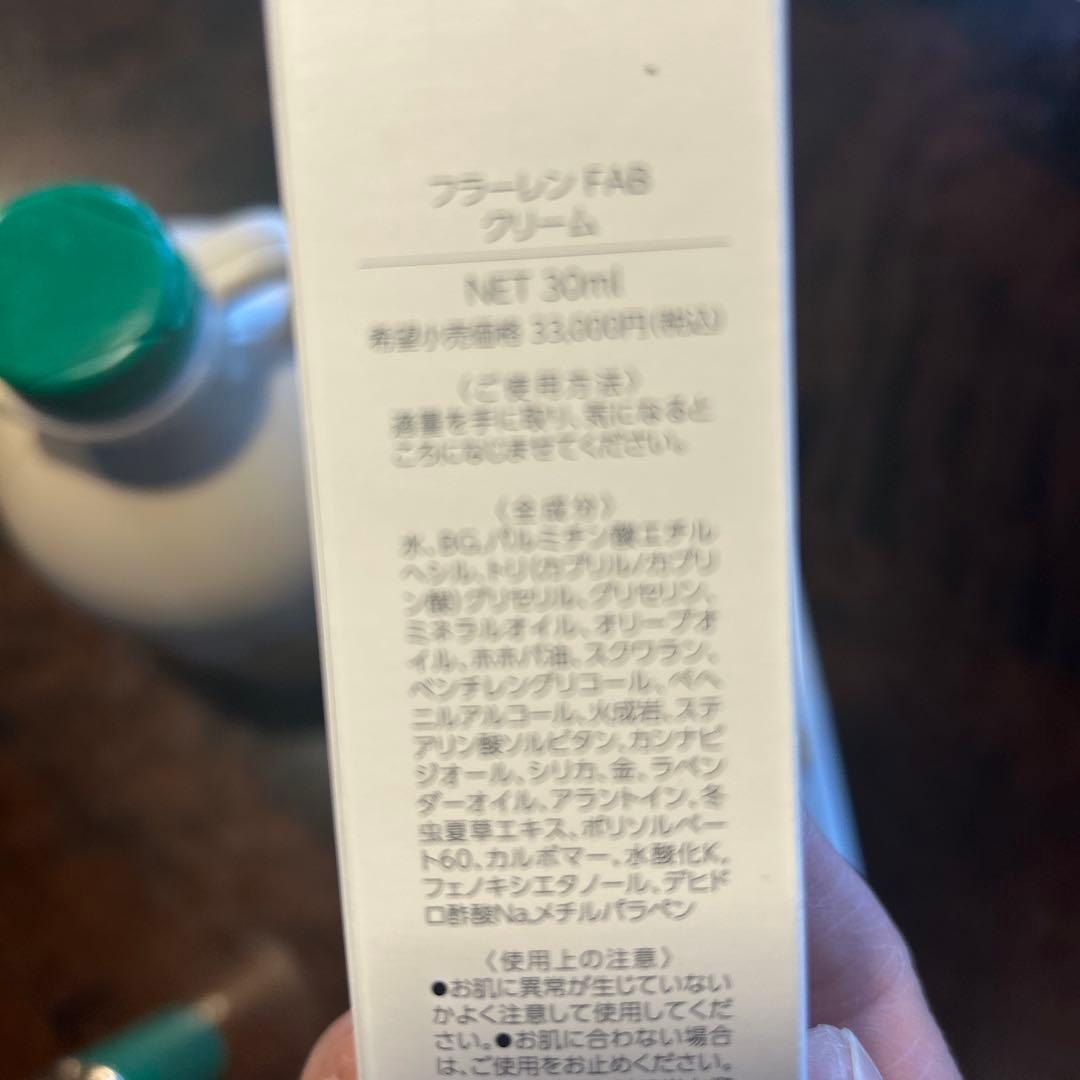 フラーレン FAB
クリーム
NET 30ml
希望小売価格 33,000円(税込)
〈ご使用方法〉
適量を手に取り、気になると
ころになじませてください。
〈全成分〉
水、BG、パルミチン酸エチル
ヘシル、トリ(カプリル/カプリ
ン酸)グリセリル、グリセリン、
ミネラルオイル、オリーブオ
イル、ホホバ油、スクワラン、
ペンチレングリコール、ベヘ
ニルアルコール、火成岩、ステ
アリン酸ソルビタン、カンナビ
ジオール、シリカ、金、ラベン
ダーオイル、アラントイン、冬
虫夏草エキス、ポリソルベー
ト60、カルボマー、水酸化K、
フェノキシエタノール、デヒド
ロ酢酸Na、メチルパラベン
〈使用上の注意〉
●お肌に異常が生じていない
かよく注意して使用してくだ
さい。●お肌に合わない場合
は、ご使用をお止めください。